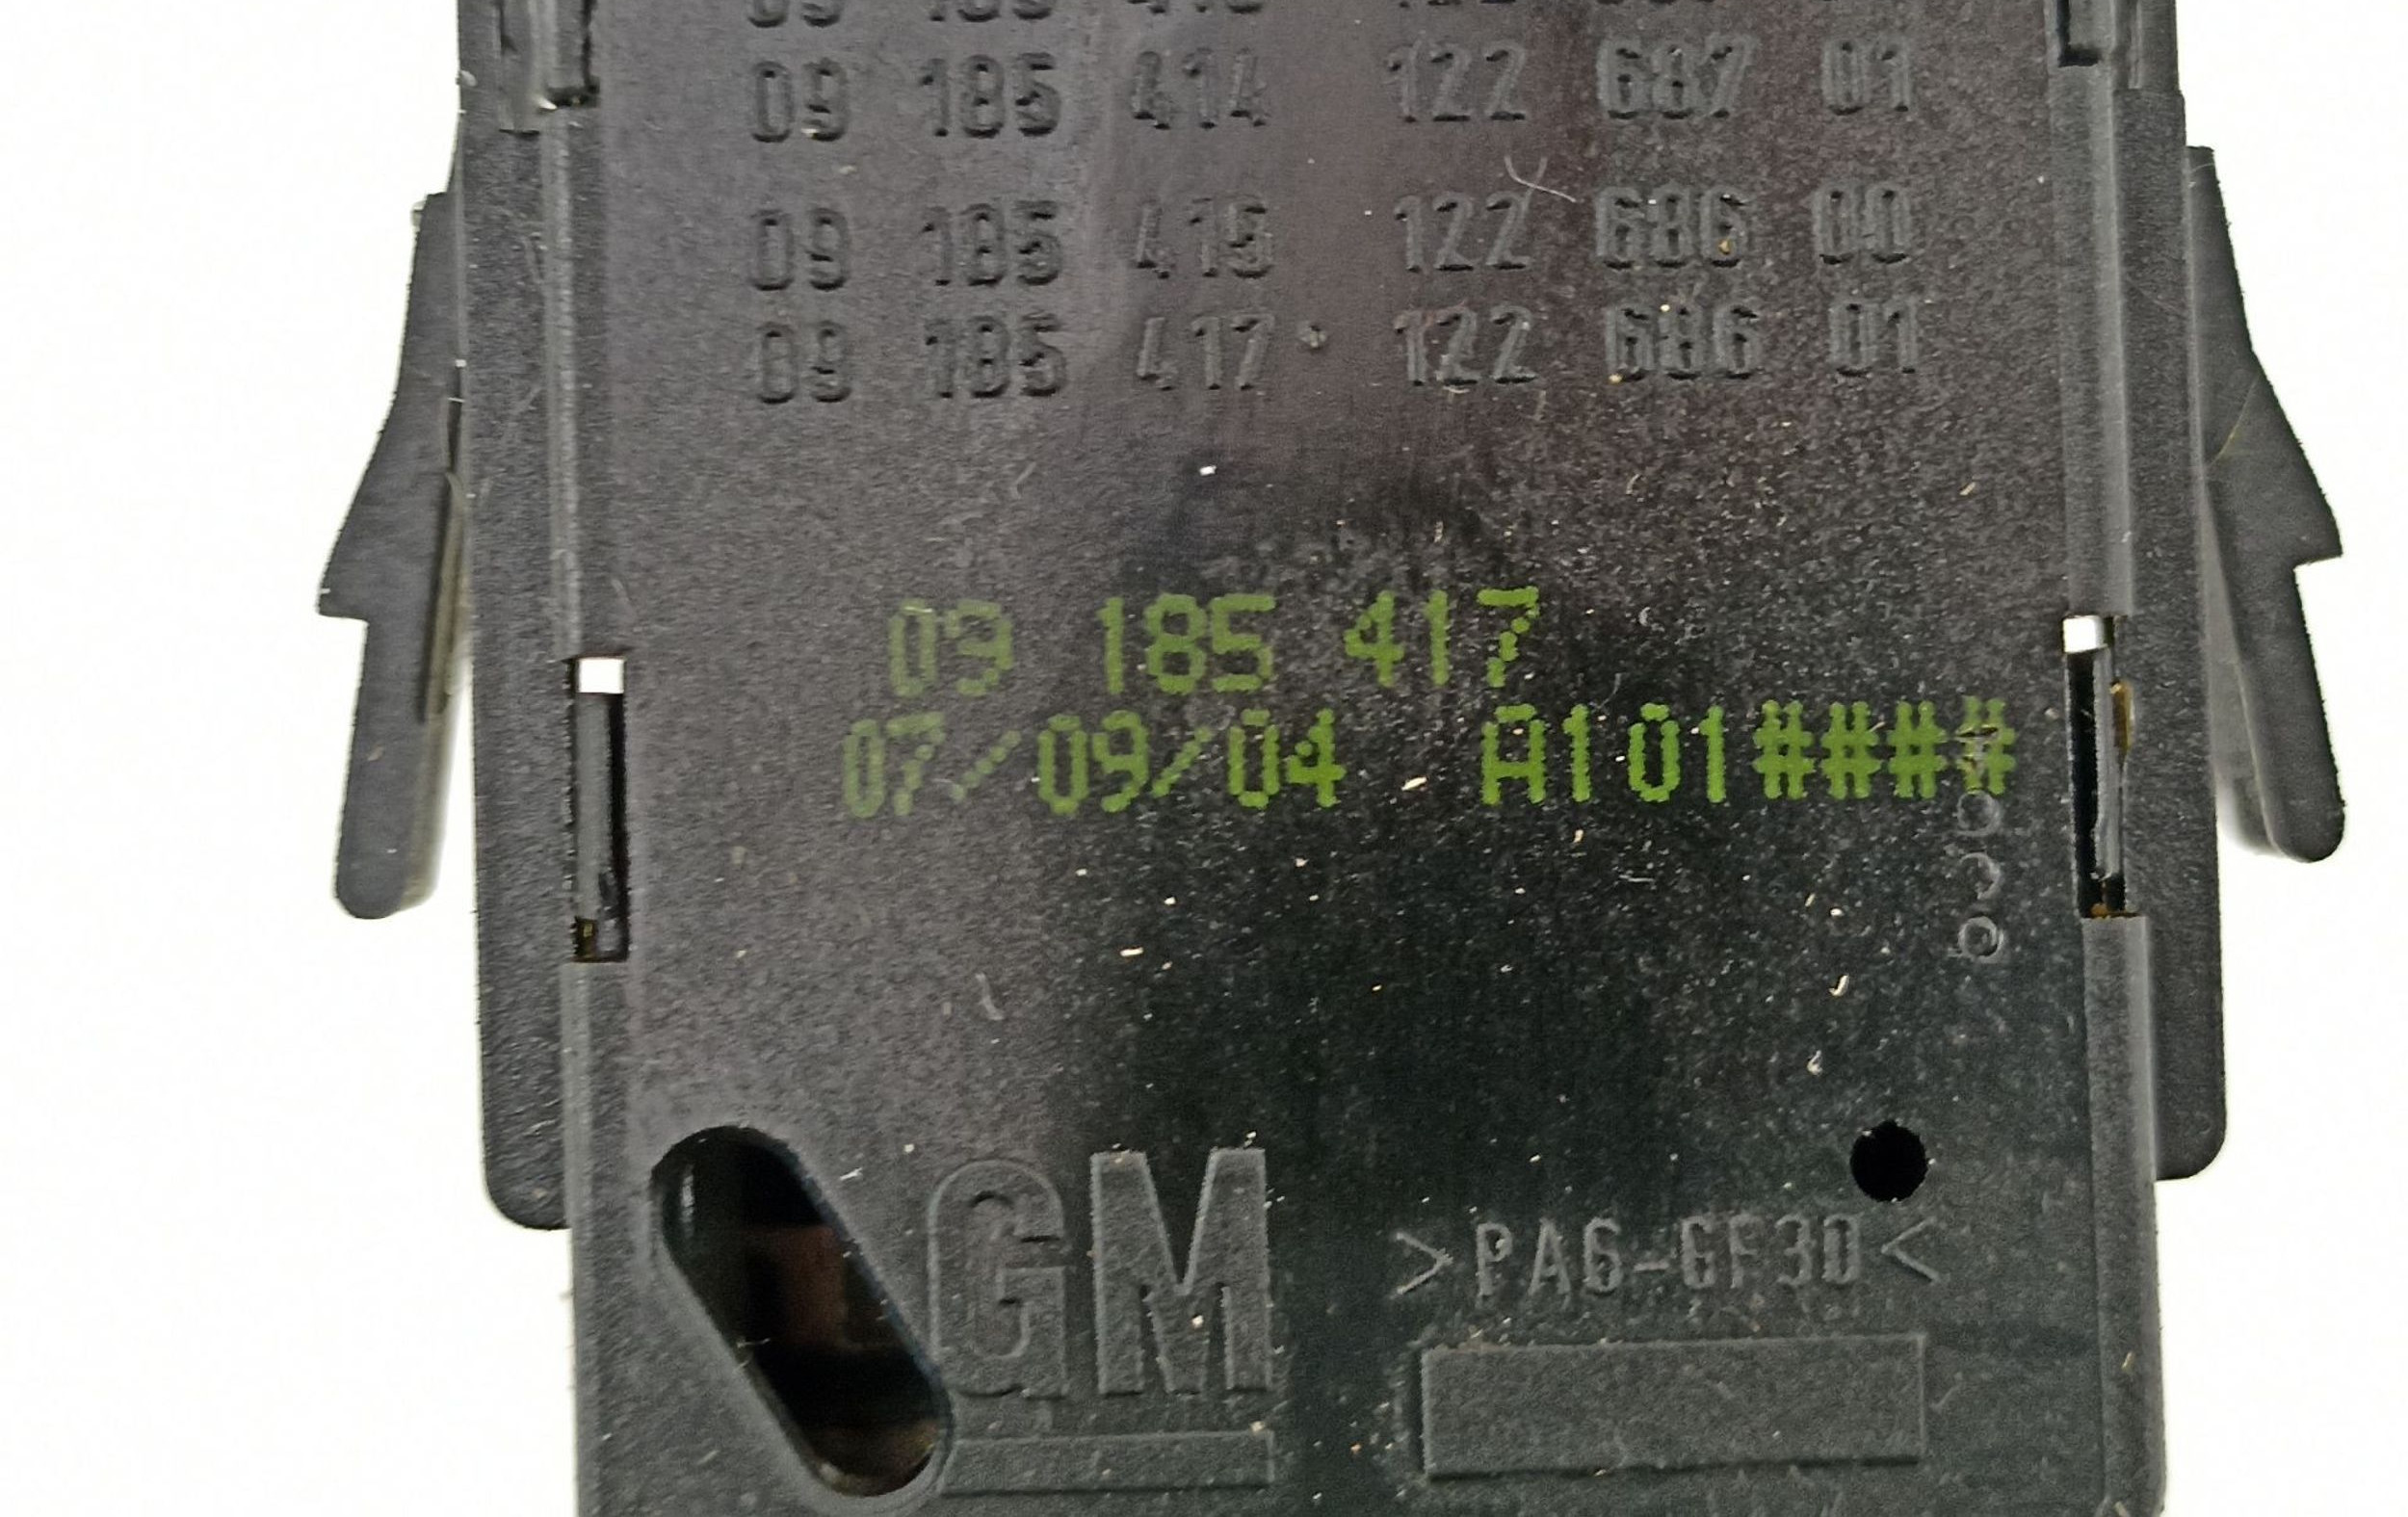 09 185 414 122 687 01
09 185 415 122 686 00
09 185 417 122 686 01
09 185 417
07/09/04 A101####
GM
>PA6-GF30<